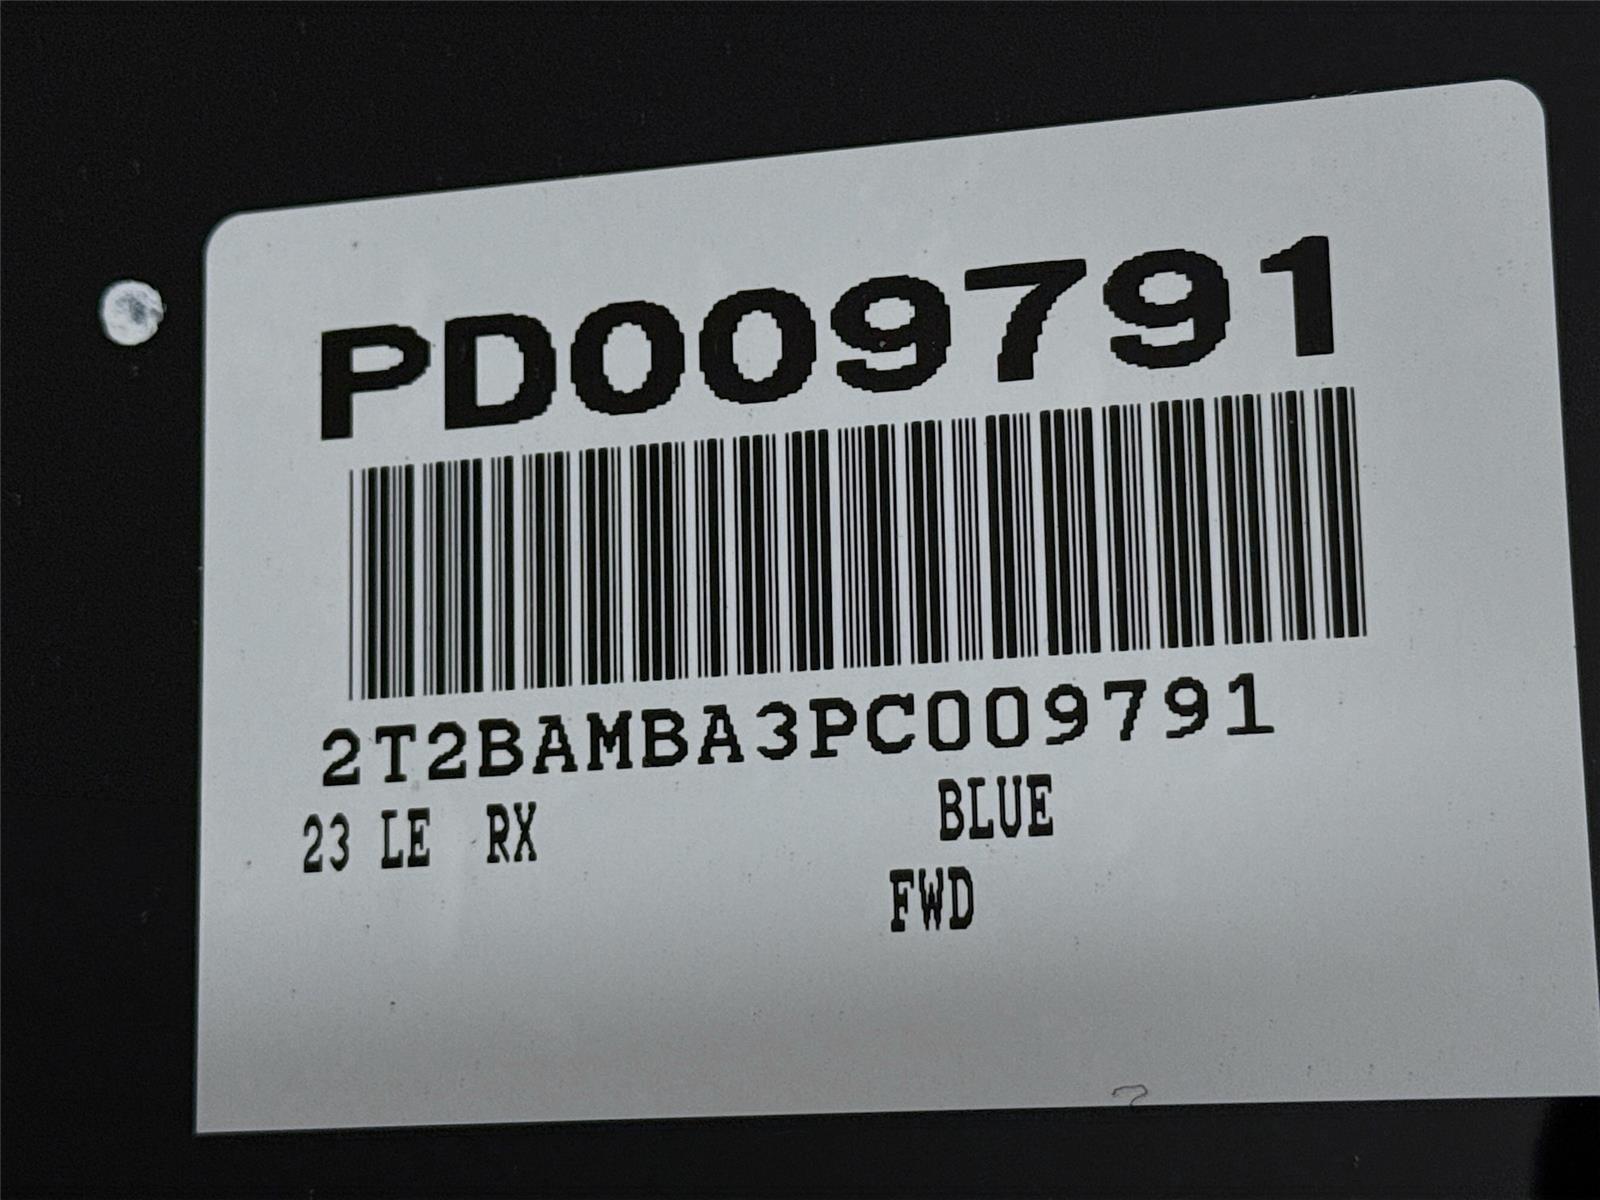 PD009791
2T2BAMBA3PC009791
23 LE RX BLUE
FWD